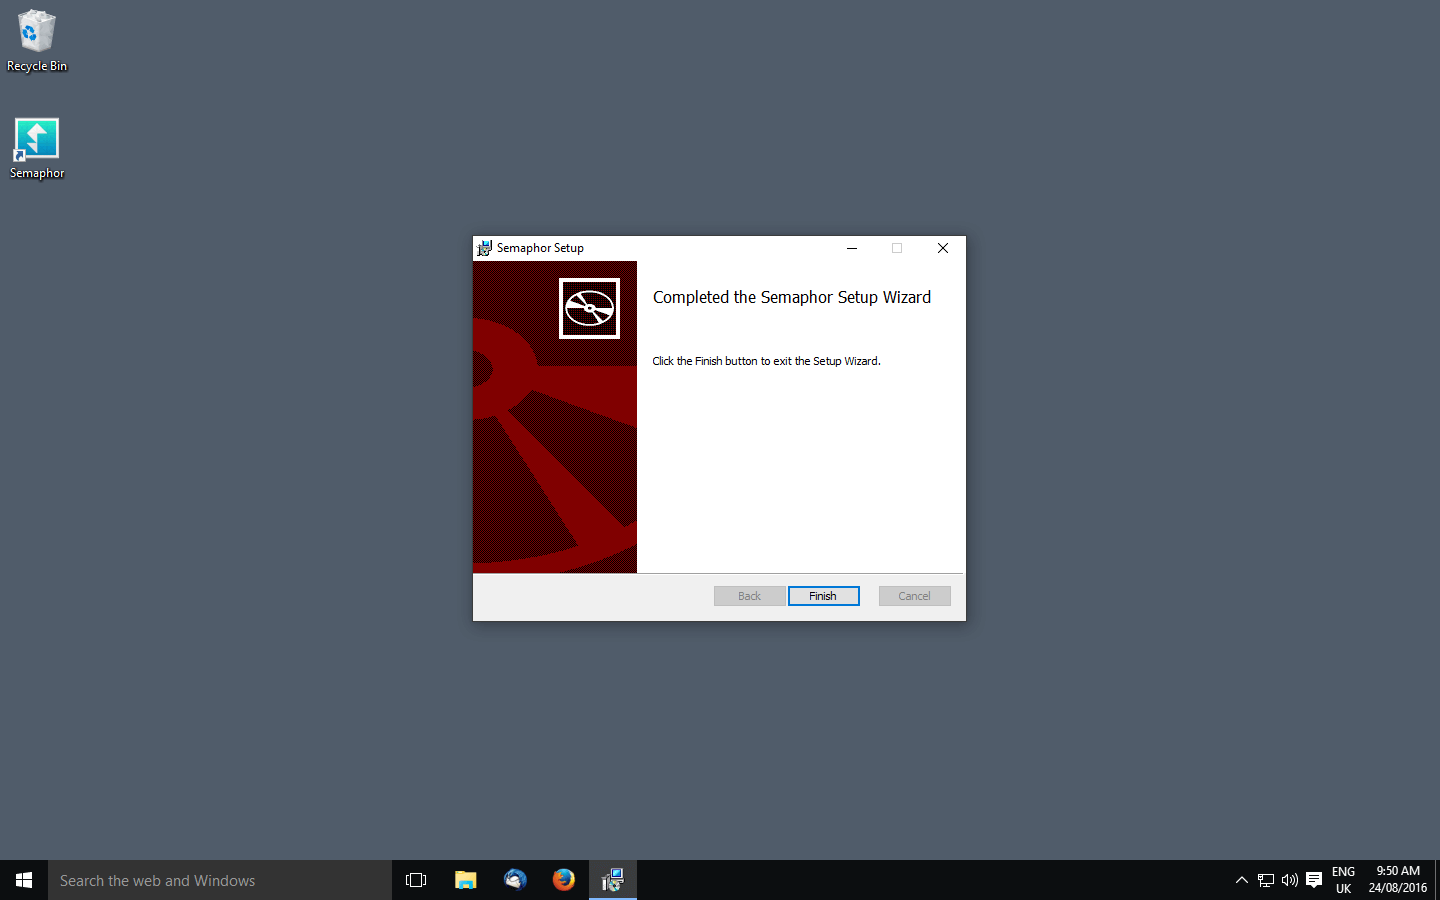 Recycle Bin
Semaphor
Semaphor Setup
Completed the Semaphor Setup Wizard
Click the Finish button to exit the Setup Wizard.
Back
Finish
Cancel
Search the web and Windows
ENG
UK
9:50 AM
24/08/2016